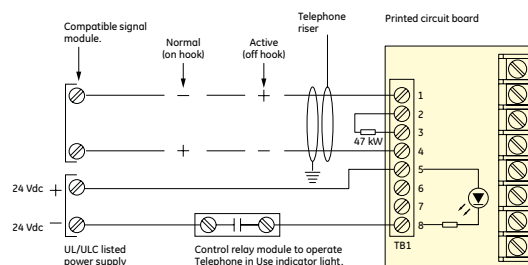 Compatible signal
module.
Normal
(on hook)
Active
(off hook)
Telephone
riser
Printed circuit board
− + 1
2
3
47 kW
+ − 4
5
24 Vdc +
6
7
24 Vdc −
8
TB1
UL/ULC listed
power supply
Control relay module to operate
Telephone in Use indicator light.